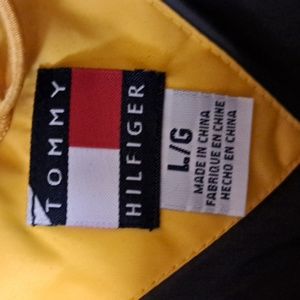 TOMMY
HILFIGER
L/G
MADE IN CHINA
FABRIQUE EN CHINE
HECHO EN CHINA